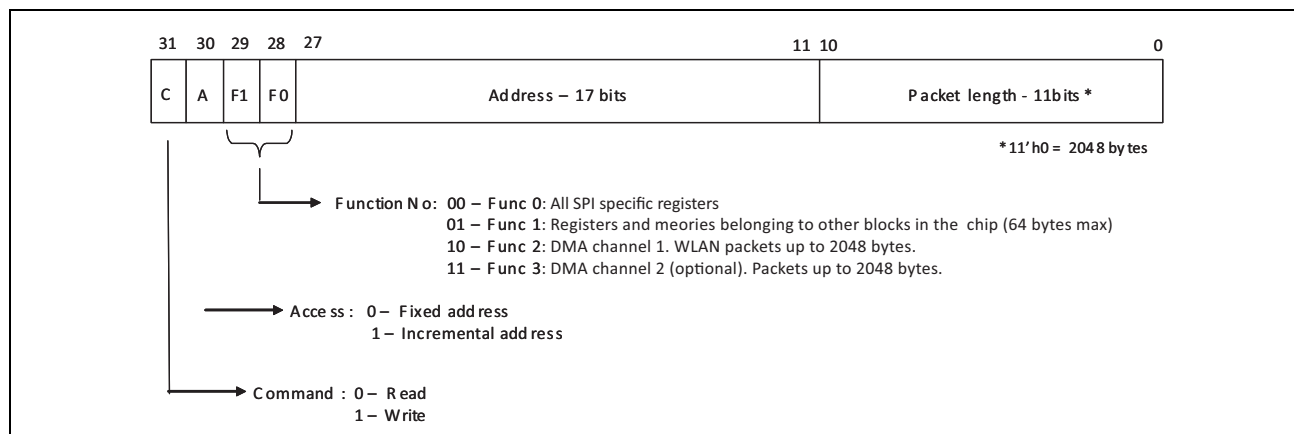 31 30 29 28 27 11 10 0
C A F1 F0 Address – 17 bits Packet length - 11bits *
*11'h0 = 2048 bytes
Function No: 00 – Func 0: All SPI specific registers
01 – Func 1: Registers and meories belonging to other blocks in the chip (64 bytes max)
10 – Func 2: DMA channel 1. WLAN packets up to 2048 bytes.
11 – Func 3: DMA channel 2 (optional). Packets up to 2048 bytes.
Access : 0 – Fixed address
1 – Incremental address
Command : 0 – Read
1 – Write